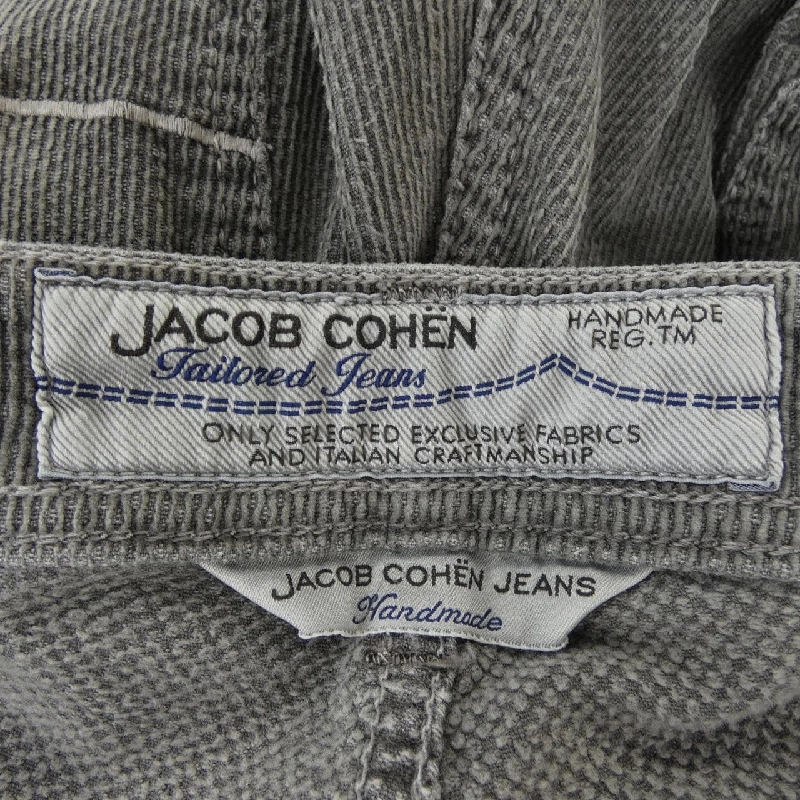 JACOB COHËN
HANDMADE
REG.TM
Tailored Jeans
ONLY SELECTED EXCLUSIVE FABRICS
AND ITALIAN CRAFTMANSHIP
JACOB COHËN JEANS
Handmade